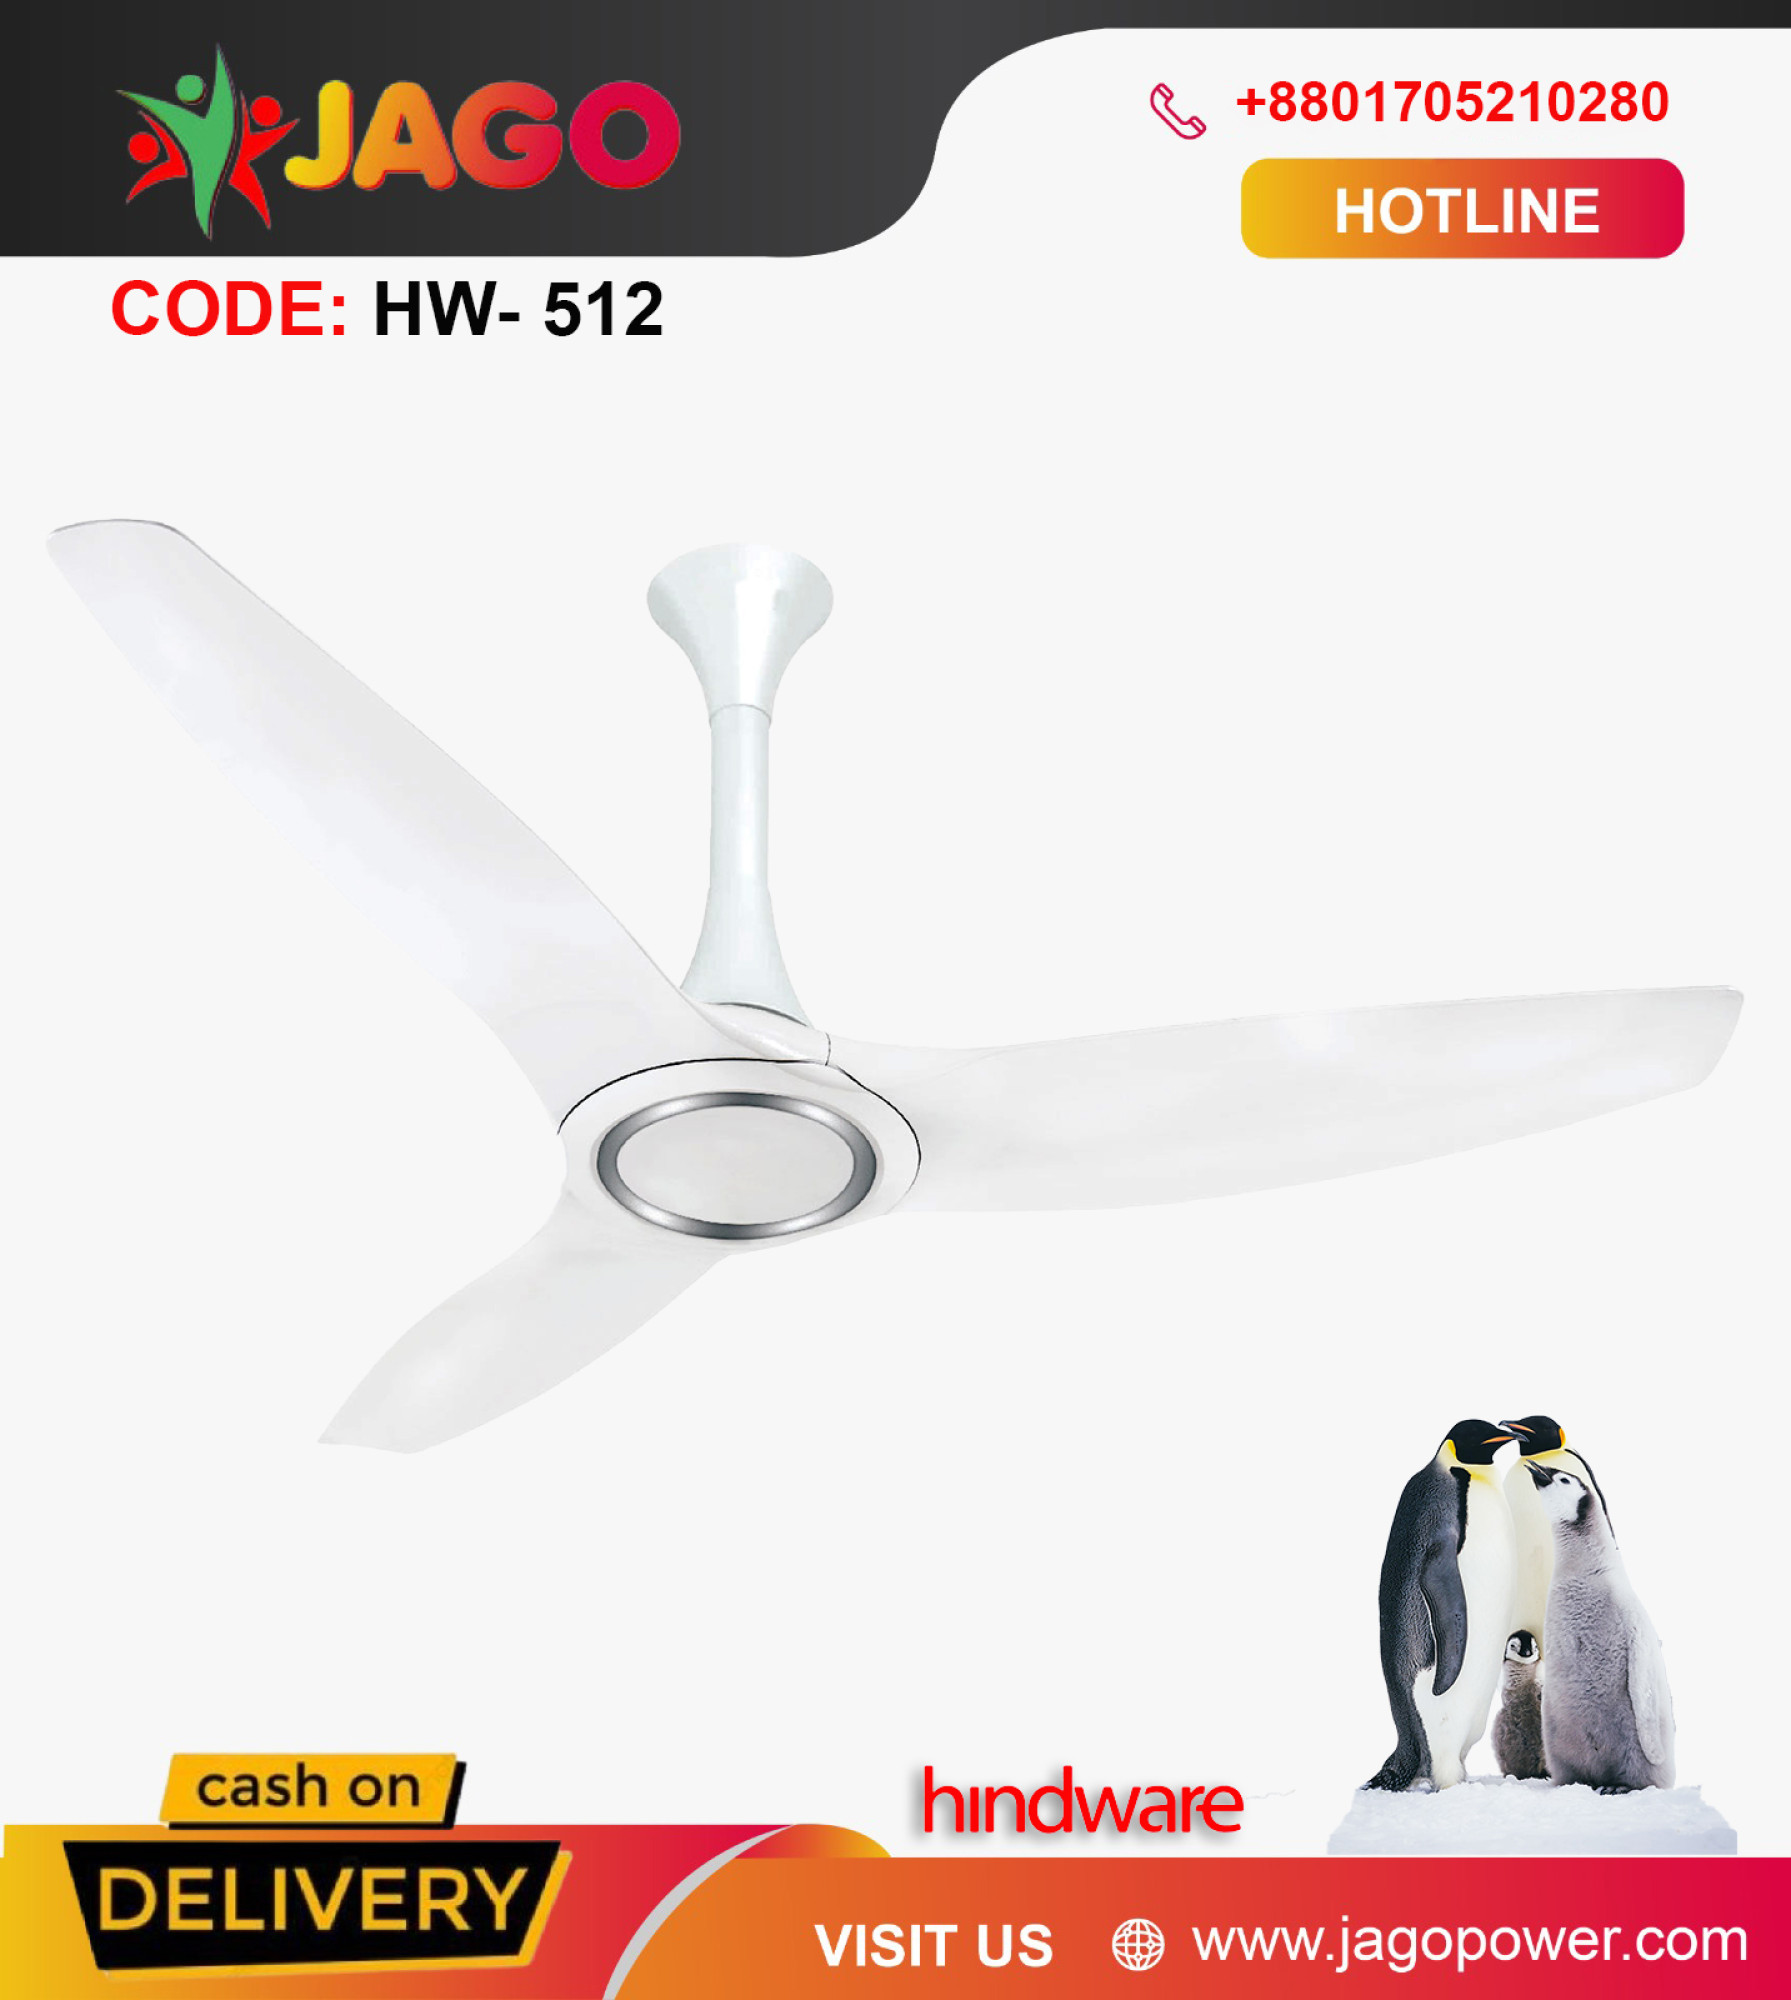 JAGO
+8801705210280
HOTLINE
CODE: HW- 512
cash on
DELIVERY
hindware
VISIT US
www.jagopower.com